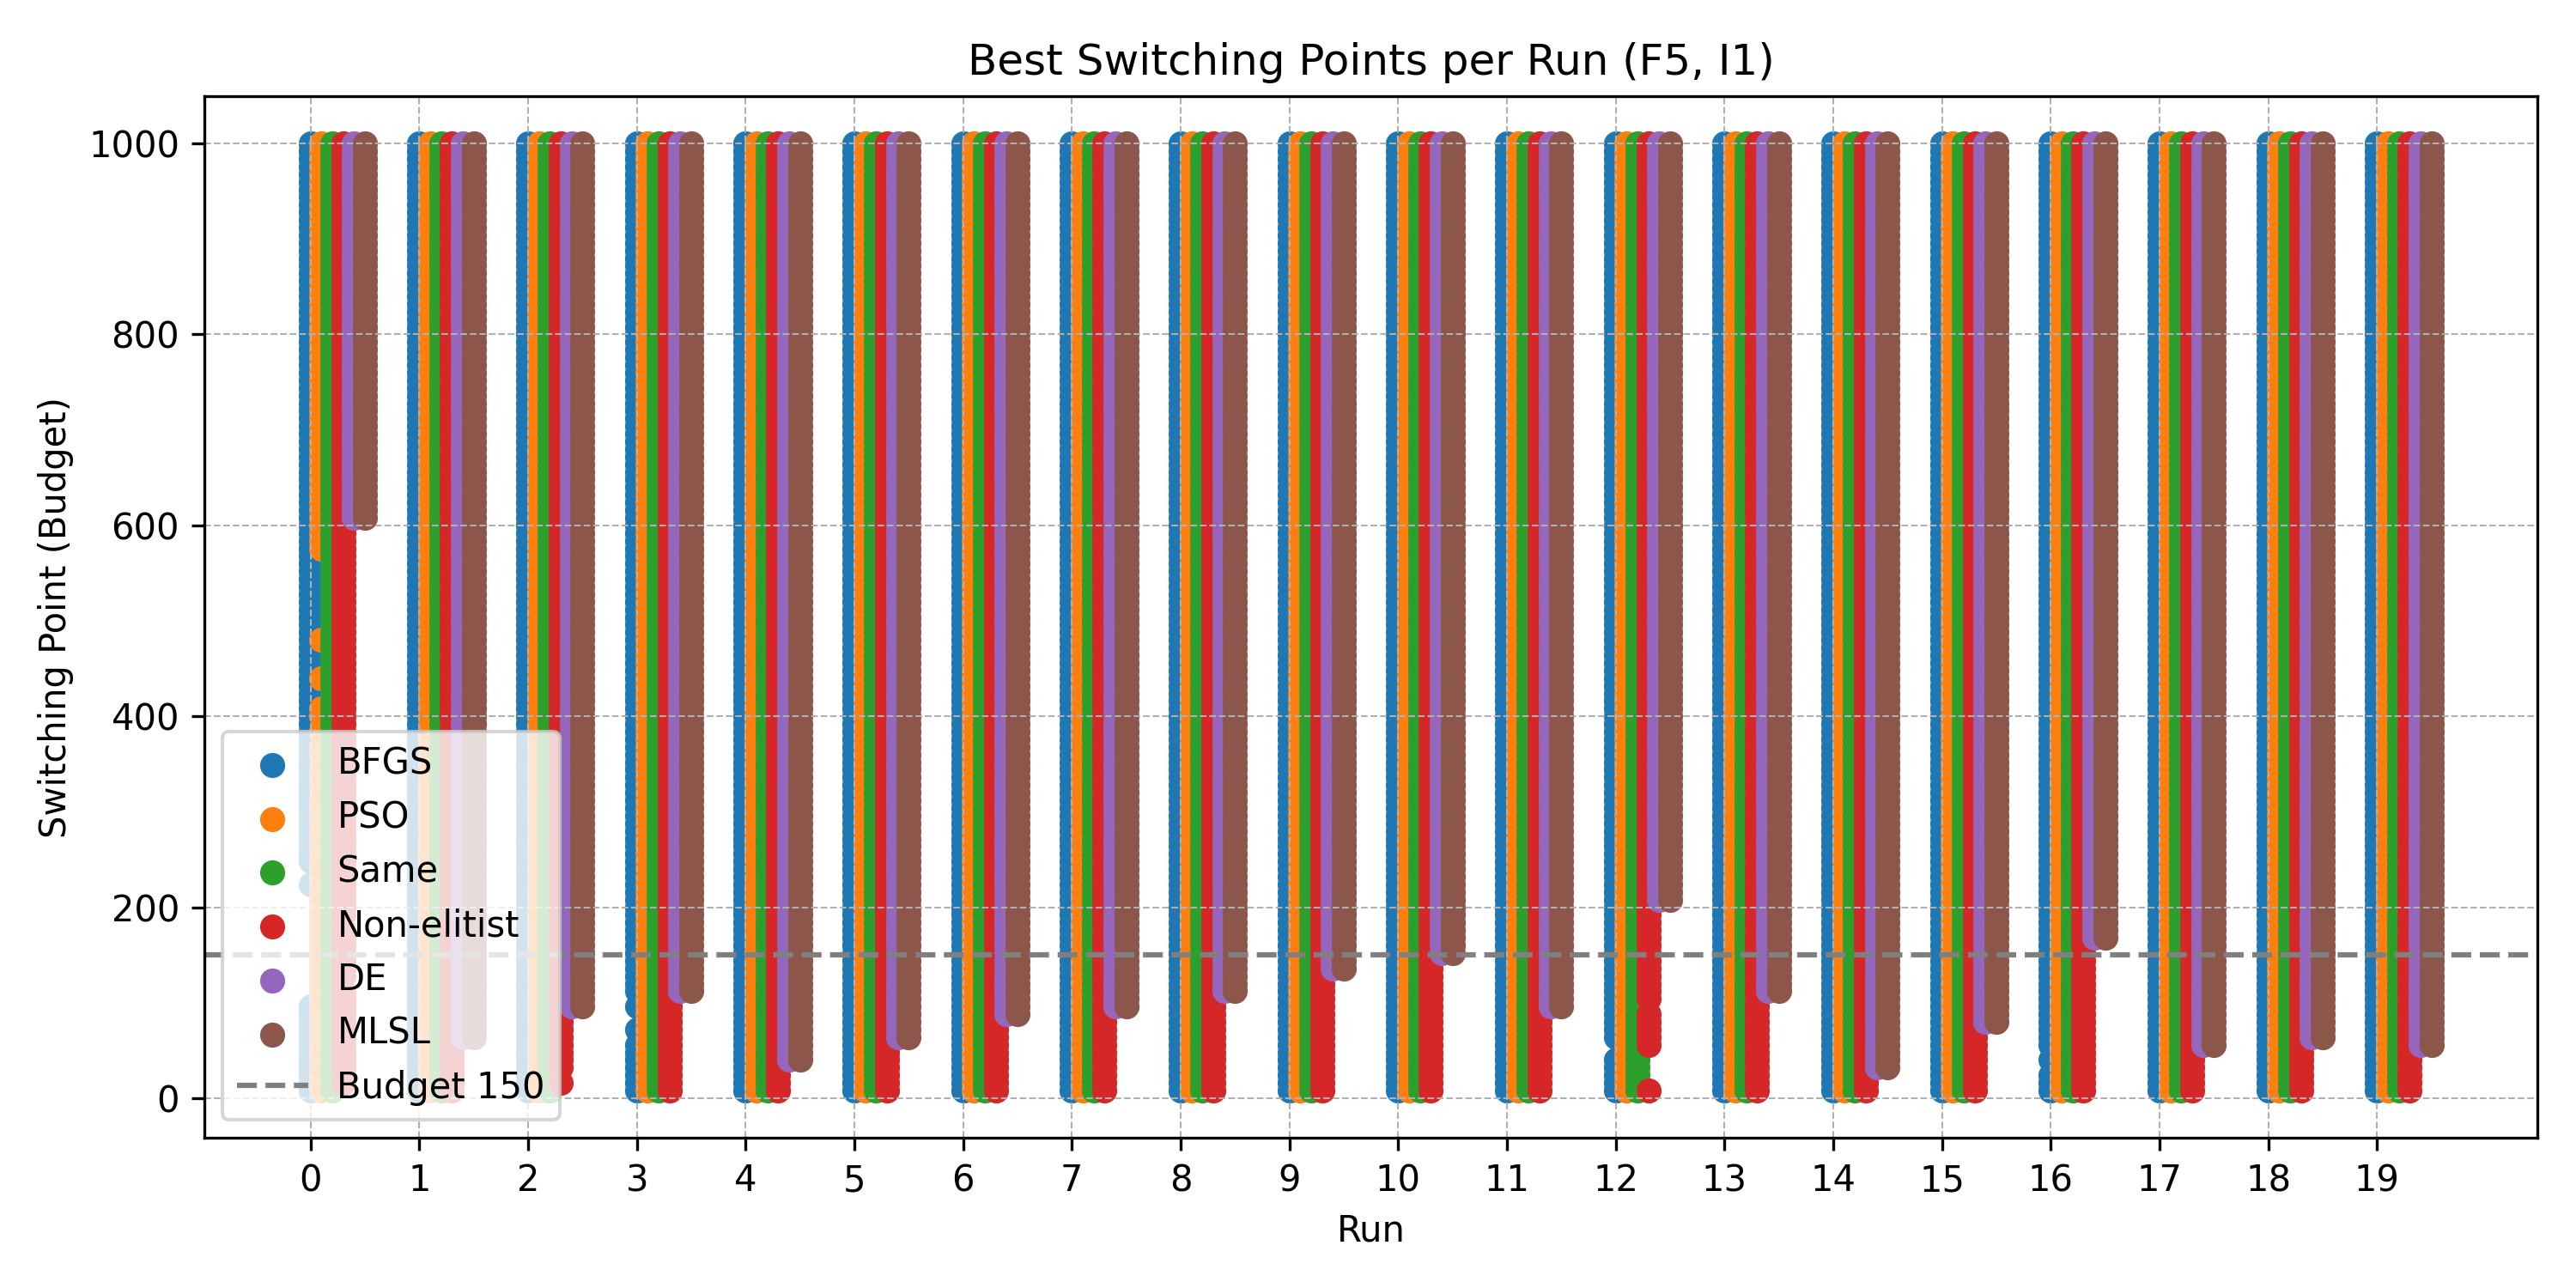 Best Switching Points per Run (F5, I1)
Switching Point (Budget)
1000
800
600
400
200
0
BFGS
PSO
Same
Non-elitist
DE
MLSL
Budget 150
0 1 2 3 4 5 6 7 8 9 10 11 12 13 14 15 16 17 18 19
Run